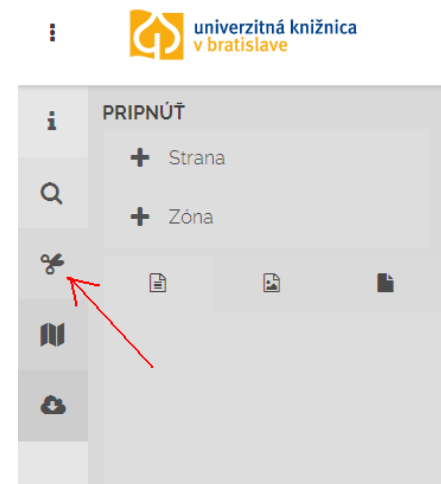 univerzitná knižnica
v bratislave
PRIPNÚŤ
Strana
Zóna